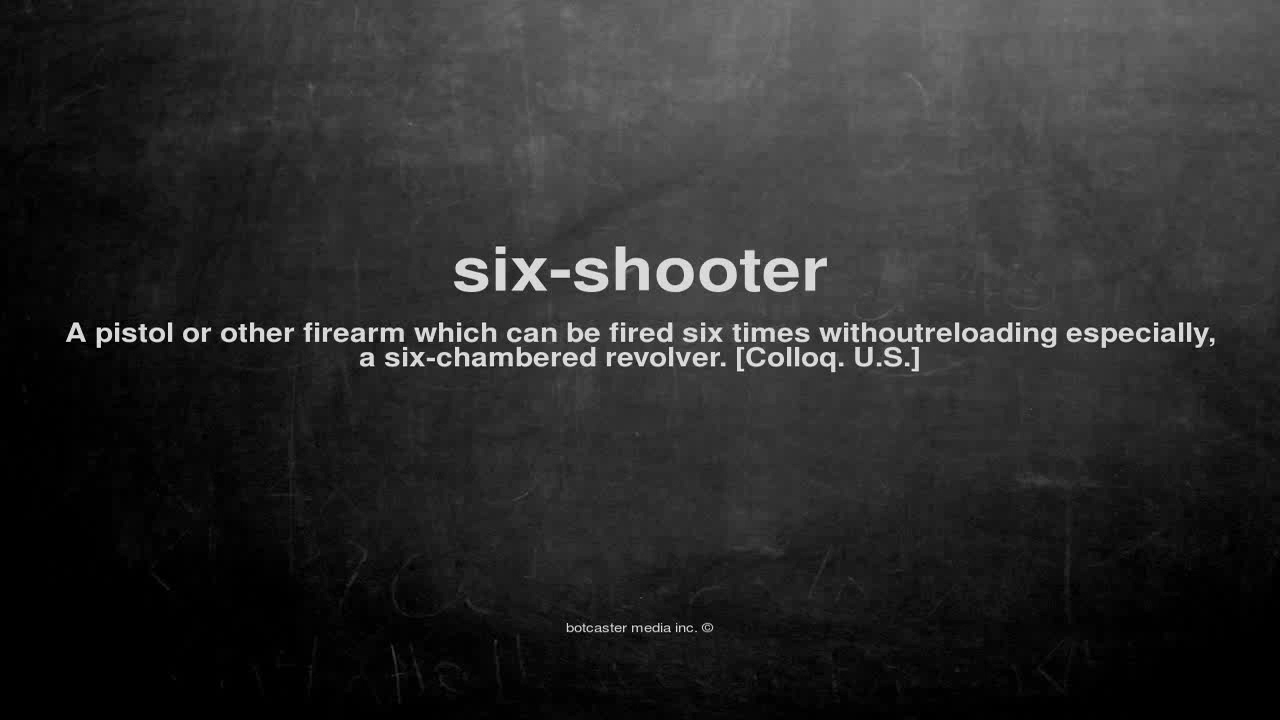 six-shooter
A pistol or other firearm which can be fired six times withoutreloading especially,
a six-chambered revolver. [Colloq. U.S.]
botcaster media inc. ©